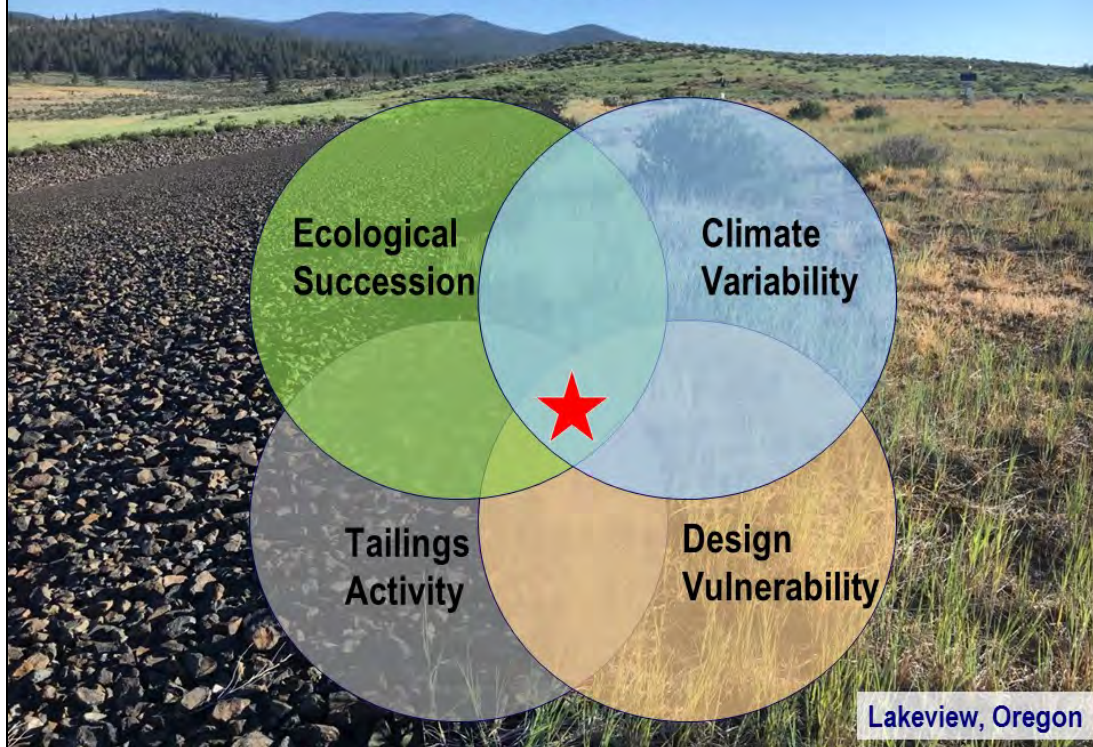 Ecological
Succession
Climate
Variability
Tailings
Activity
Design
Vulnerability
Lakeview, Oregon